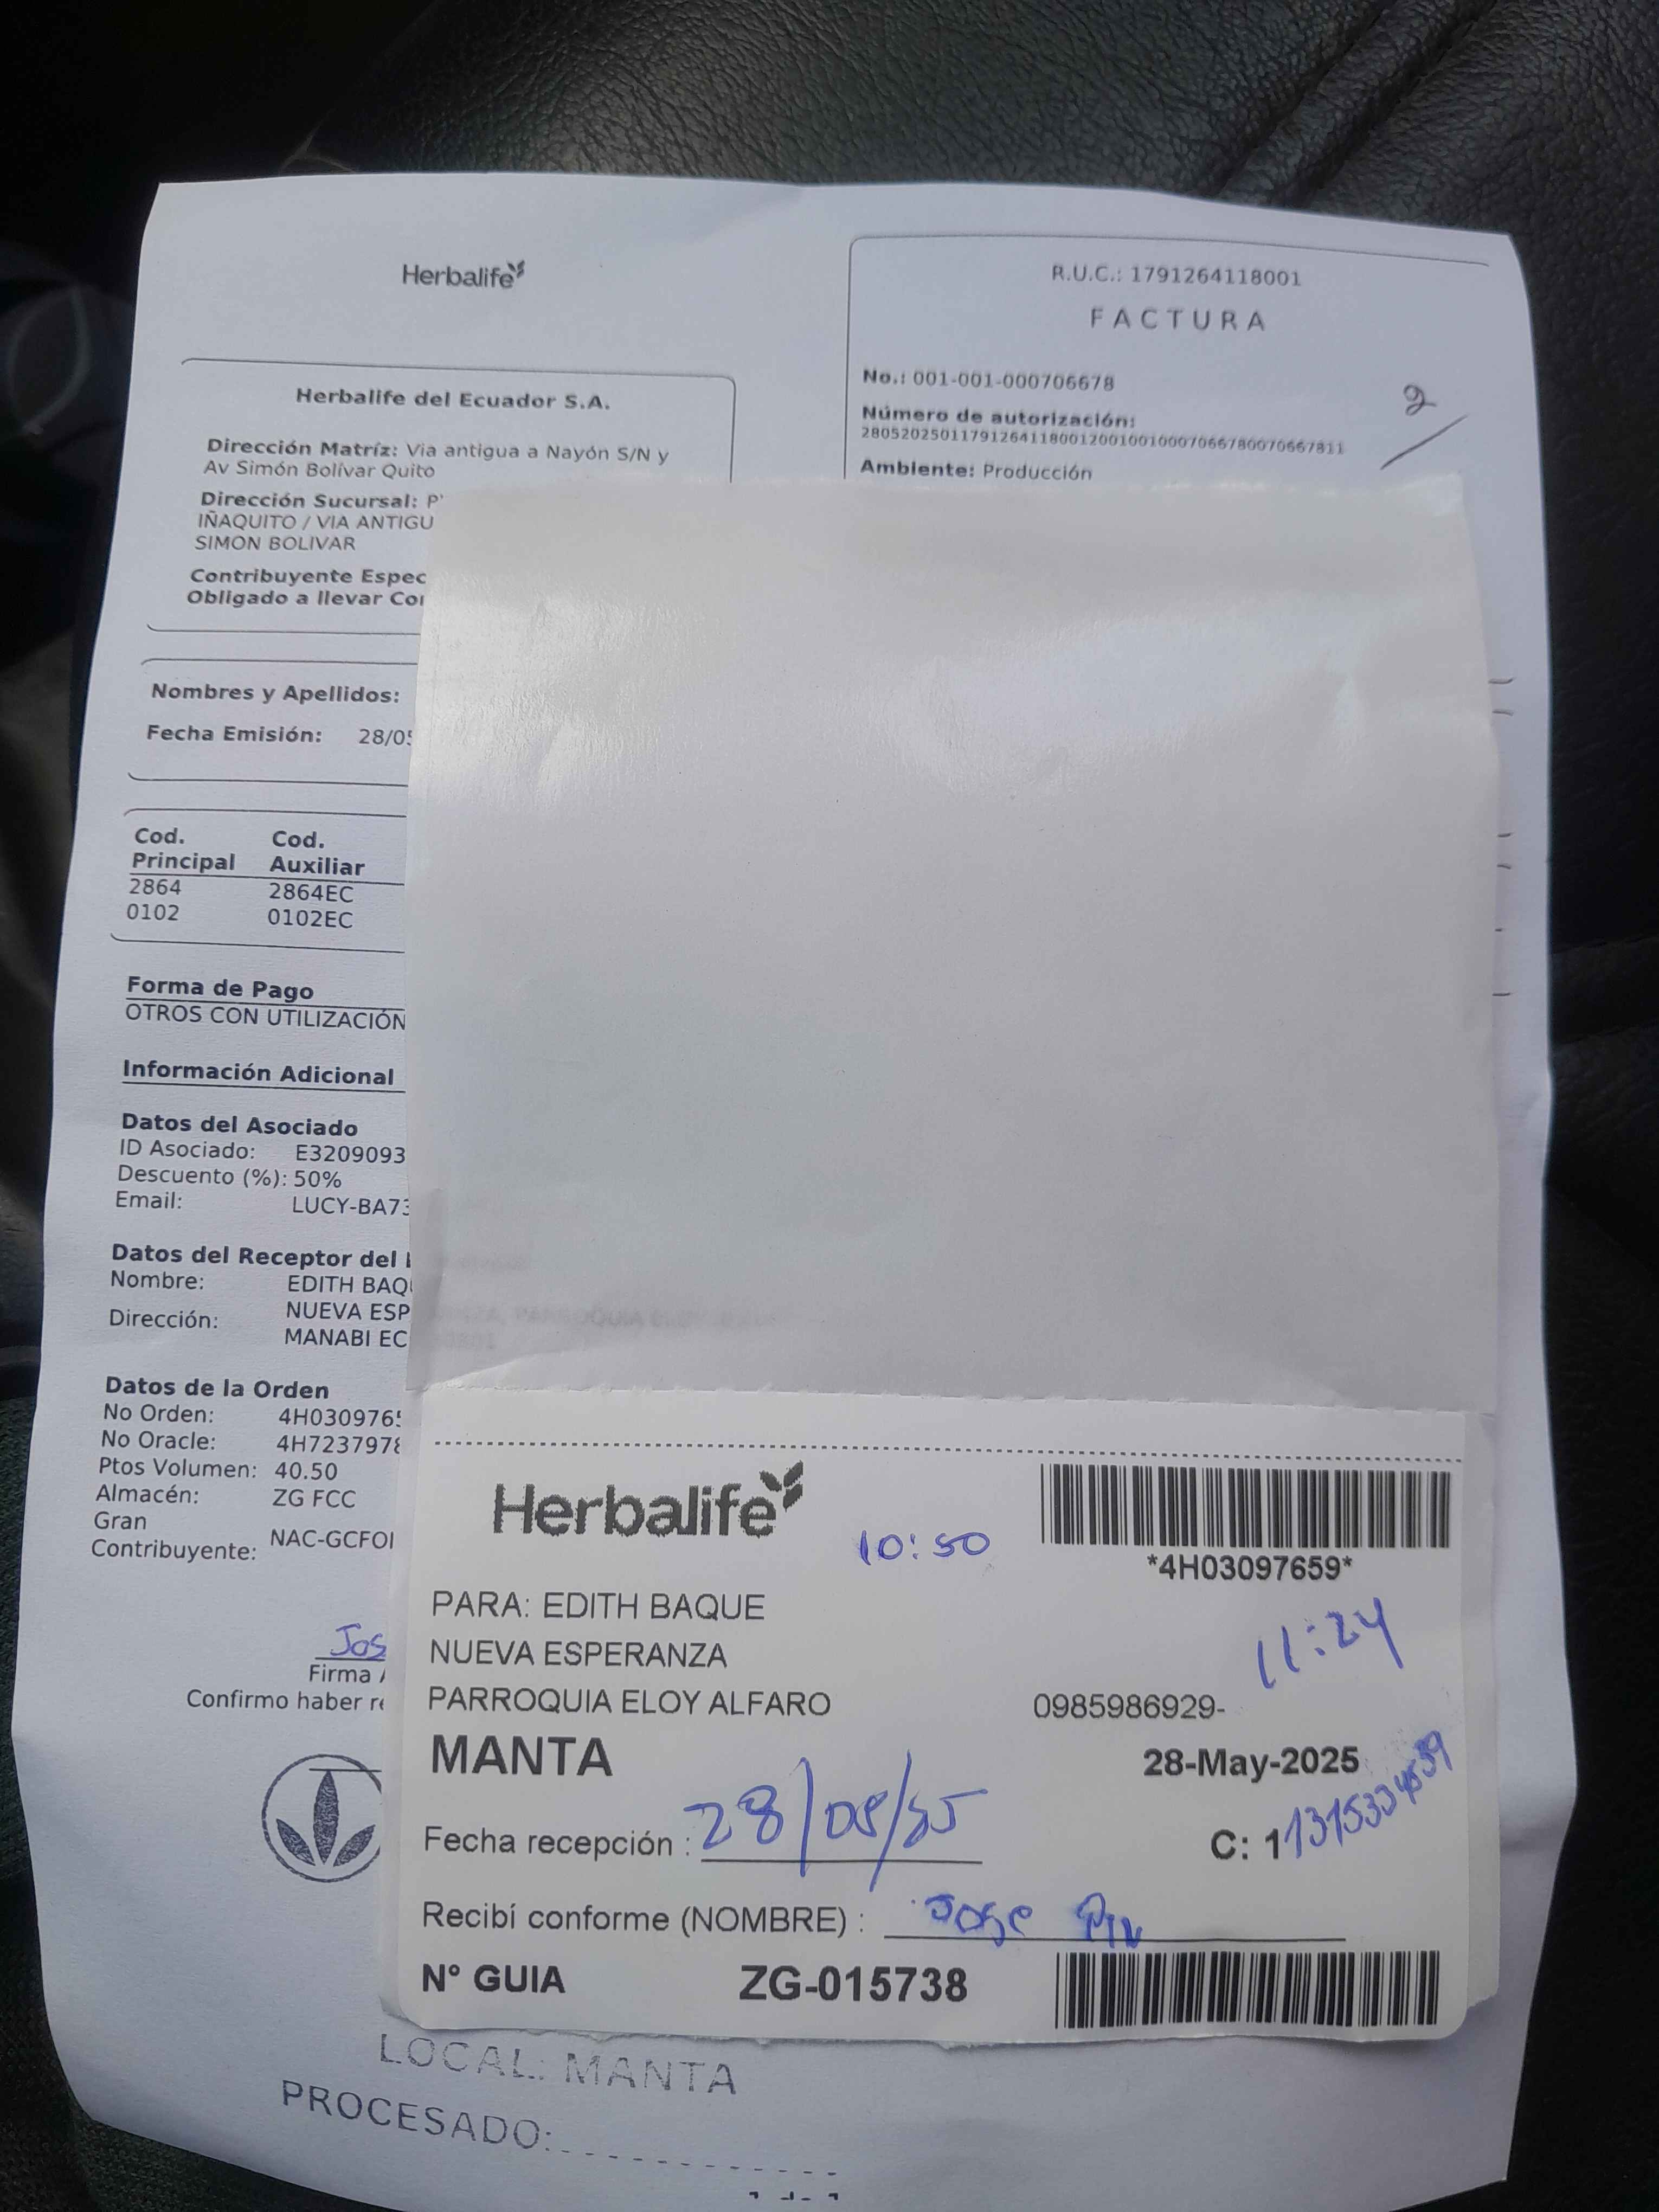 Herbalife
R.U.C.: 1791264118001
FACTURA
No.: 001-001-000706678
Número de autorización:
2805202501179126411800120010010007066780070667811
Ambiente: Producción
2/
Herbalife del Ecuador S.A.
Dirección Matríz: Via antigua a Nayón S/N y
Av Simón Bolívar Quito
Dirección Sucursal: P
IÑAQUITO / VIA ANTIGU
SIMON BOLIVAR
Contribuyente Espec
Obligado a llevar Co
Nombres y Apellidos:
Fecha Emisión: 28/05
Cod. Principal Cod. Auxiliar
2864 2864EC
0102 0102EC
Forma de Pago
OTROS CON UTILIZACIÓN
Información Adicional
Datos del Asociado
ID Asociado: E3209093
Descuento (%): 50%
Email: LUCY-BA73
Datos del Receptor del
Nombre: EDITH BAQ
Dirección: NUEVA ESP
MANABI EC
Datos de la Orden
No Orden: 4H0309765
No Oracle: 4H7237978
Ptos Volumen: 40.50
Almacén: ZG FCC
Gran
Contribuyente: NAC-GCFOI
Jos
Firma
Confirmo haber re
Herbalife
10:50
*4H03097659*
PARA: EDITH BAQUE
11:24
NUEVA ESPERANZA
PARROQUIA ELOY ALFARO 0985986929-
MANTA 28-May-2025
Fecha recepción : 28/05/25
C: 1
Recibí conforme (NOMBRE) : Jose
N° GUIA ZG-015738
LOCAL: MANTA
PROCESADO: